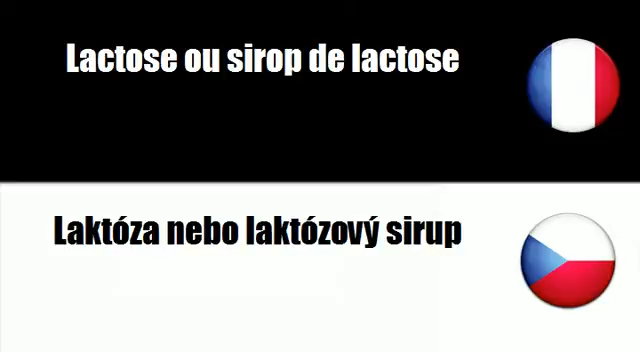 Lactose ou sirop de lactose
Laktóza nebo laktózový sirup